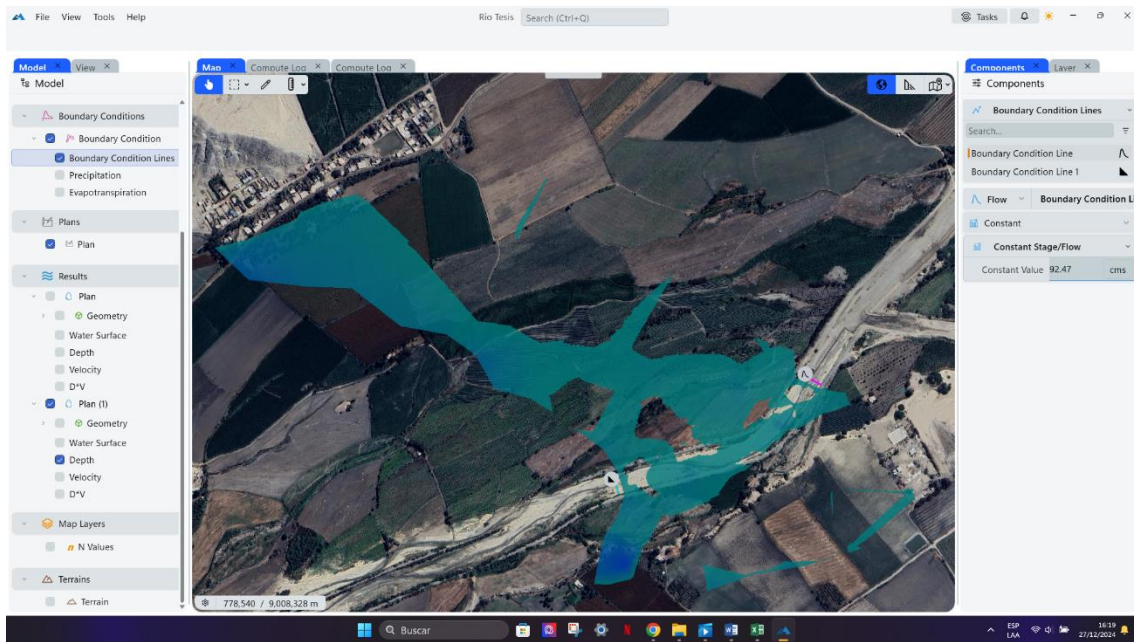 File View Tools Help
Rio Tesis
Search (Ctrl+Q)
Tasks
Model
View
Map
Compute Log
Compute Log
Components
Layer
Model
Boundary Conditions
Boundary Condition
Boundary Condition Lines
Precipitation
Evapotranspiration
Plans
Plan
Results
Plan
Geometry
Water Surface
Depth
Velocity
D*V
Plan (1)
Geometry
Water Surface
Depth
Velocity
D*V
Map Layers
n N Values
Terrains
Terrain
778,540 / 9,008,328 m
Components
Boundary Condition Lines
Search...
Boundary Condition Line
Boundary Condition Line 1
Flow
Boundary Condition Li
Constant
Constant Stage/Flow
Constant Value 92.47 cms
Buscar
ESP
LAA
16:19
27/12/2024